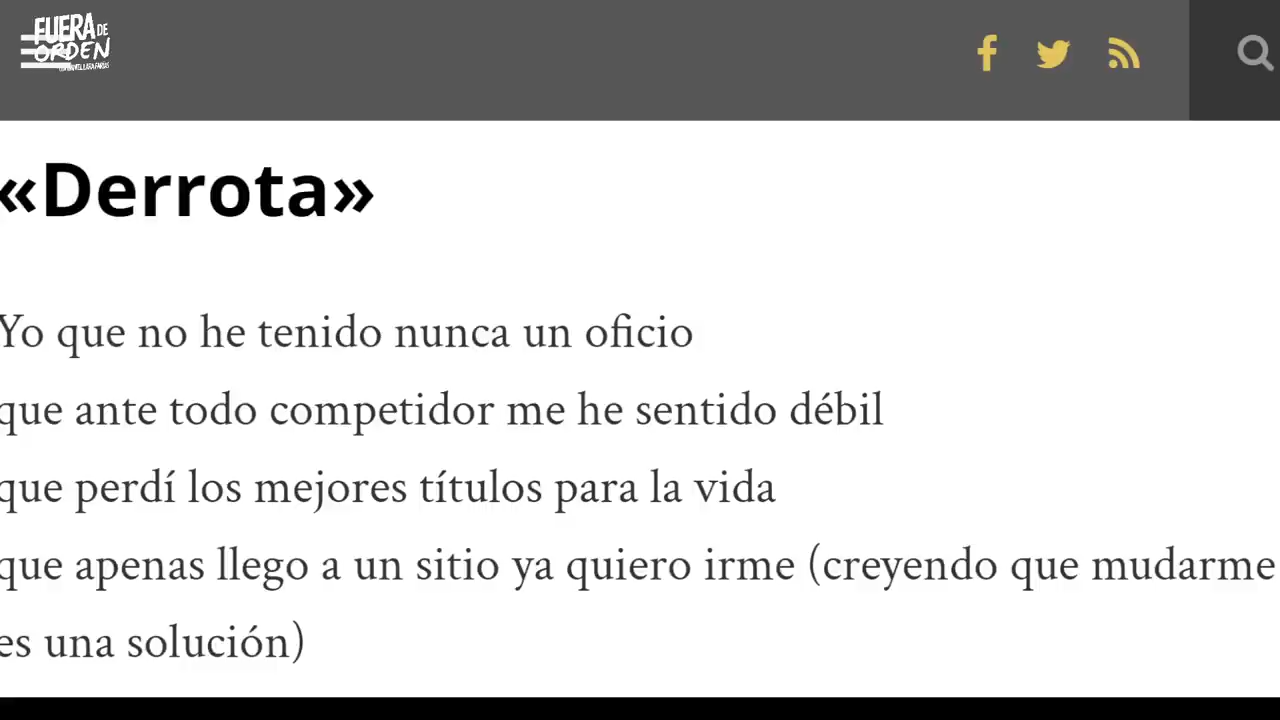 FUERA DE
ORDEN
«Derrota»
Yo que no he tenido nunca un oficio
que ante todo competidor me he sentido débil
que perdí los mejores títulos para la vida
que apenas llego a un sitio ya quiero irme (creyendo que mudarme
es una solución)